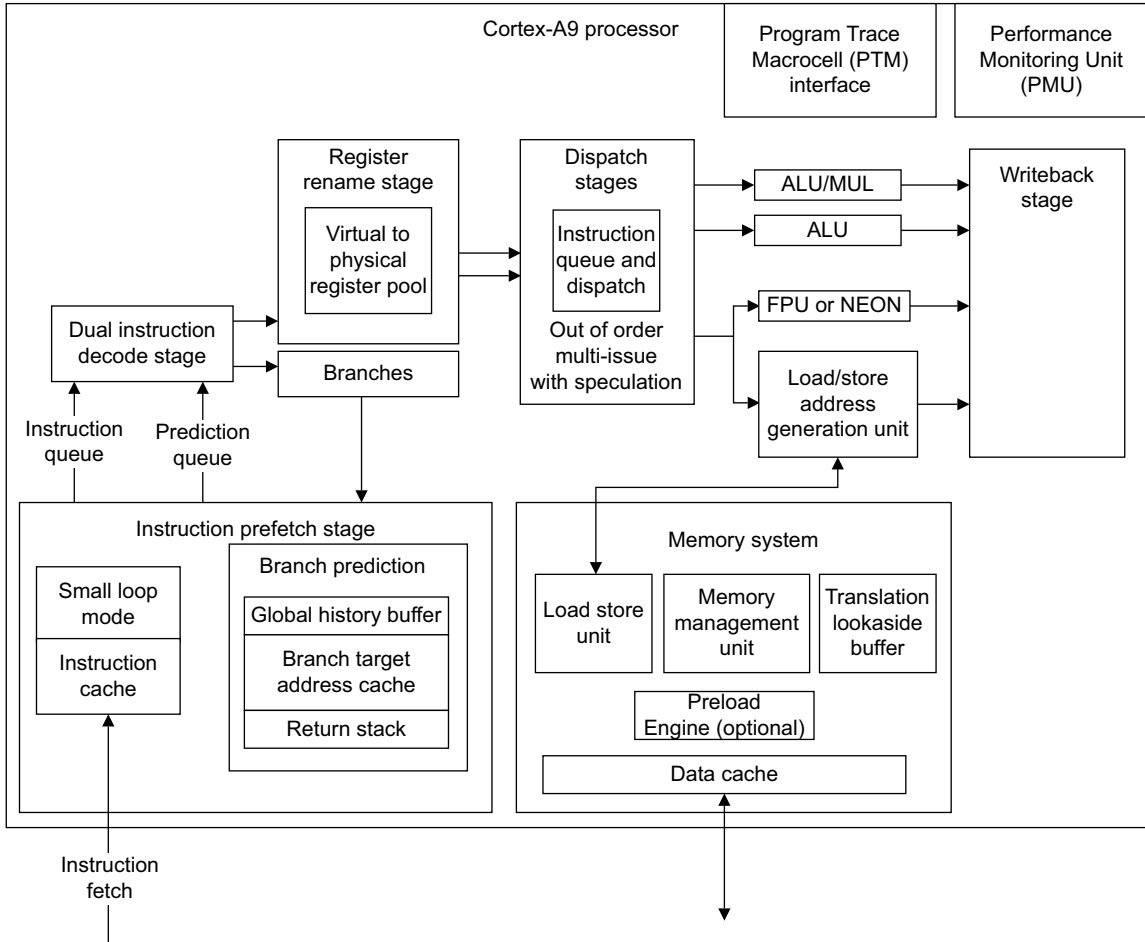 Cortex-A9 processor
Program Trace
Macrocell (PTM)
interface
Performance
Monitoring Unit
(PMU)
Register
rename stage
Virtual to
physical
register pool
Dispatch
stages
Instruction
queue and
dispatch
Out of order
multi-issue
with speculation
ALU/MUL
ALU
FPU or NEON
Load/store
address
generation unit
Writeback
stage
Dual instruction
decode stage
Branches
Instruction
queue
Prediction
queue
Instruction prefetch stage
Small loop
mode
Instruction
cache
Branch prediction
Global history buffer
Branch target
address cache
Return stack
Memory system
Load store
unit
Memory
management
unit
Translation
lookaside
buffer
Preload
Engine (optional)
Data cache
Instruction
fetch